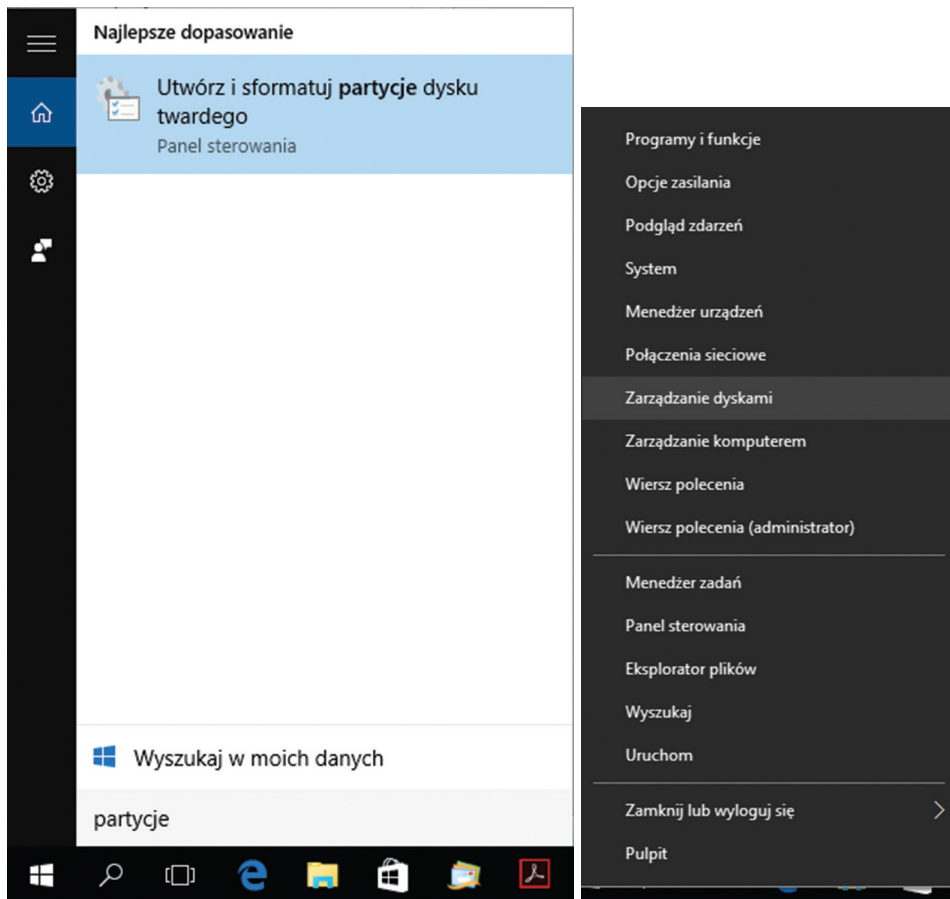 Najlepsze dopasowanie
Utwórz i sformatuj partycje dysku
twardego
Panel sterowania
Wyszukaj w moich danych
partycje
Programy i funkcje
Opcje zasilania
Podgląd zdarzeń
System
Menedżer urządzeń
Połączenia sieciowe
Zarządzanie dyskami
Zarządzanie komputerem
Wiersz polecenia
Wiersz polecenia (administrator)
Menedżer zadań
Panel sterowania
Eksplorator plików
Wyszukaj
Uruchom
Zamknij lub wyloguj się
Pulpit